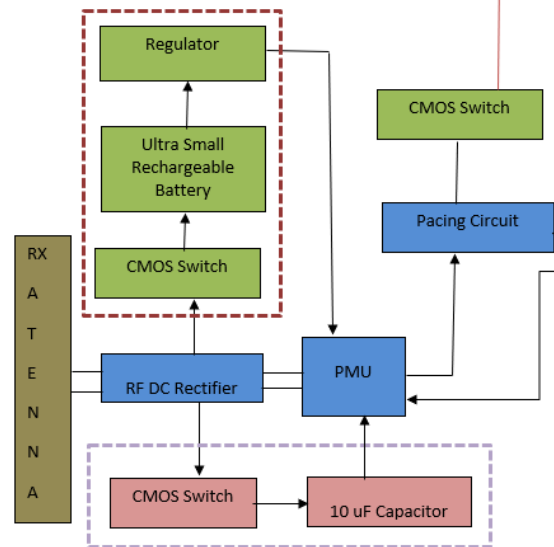 Regulator
CMOS Switch
Ultra Small
Rechargeable
Battery
Pacing Circuit
CMOS Switch
RX
A
T
E
N
N
A
RF DC Rectifier
PMU
CMOS Switch
10 uF Capacitor